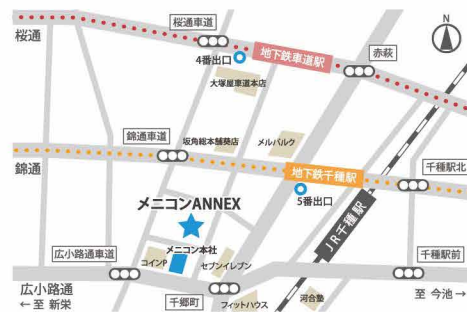 桜通車道
N
桜通
地下鉄車道駅
赤萩
4番出口
大塚屋車道本店
錦通車道
坂角総本舗葵店
メルパルク
千種駅北
錦通
地下鉄千種駅
5番出口
メニコンANNEX
JR千種駅
広小路通車道
メニコン本社
コインP
セブンイレブン
千種駅前
広小路通
← 至 新栄
千郷町
フィットハウス
河合塾
至 今池 →